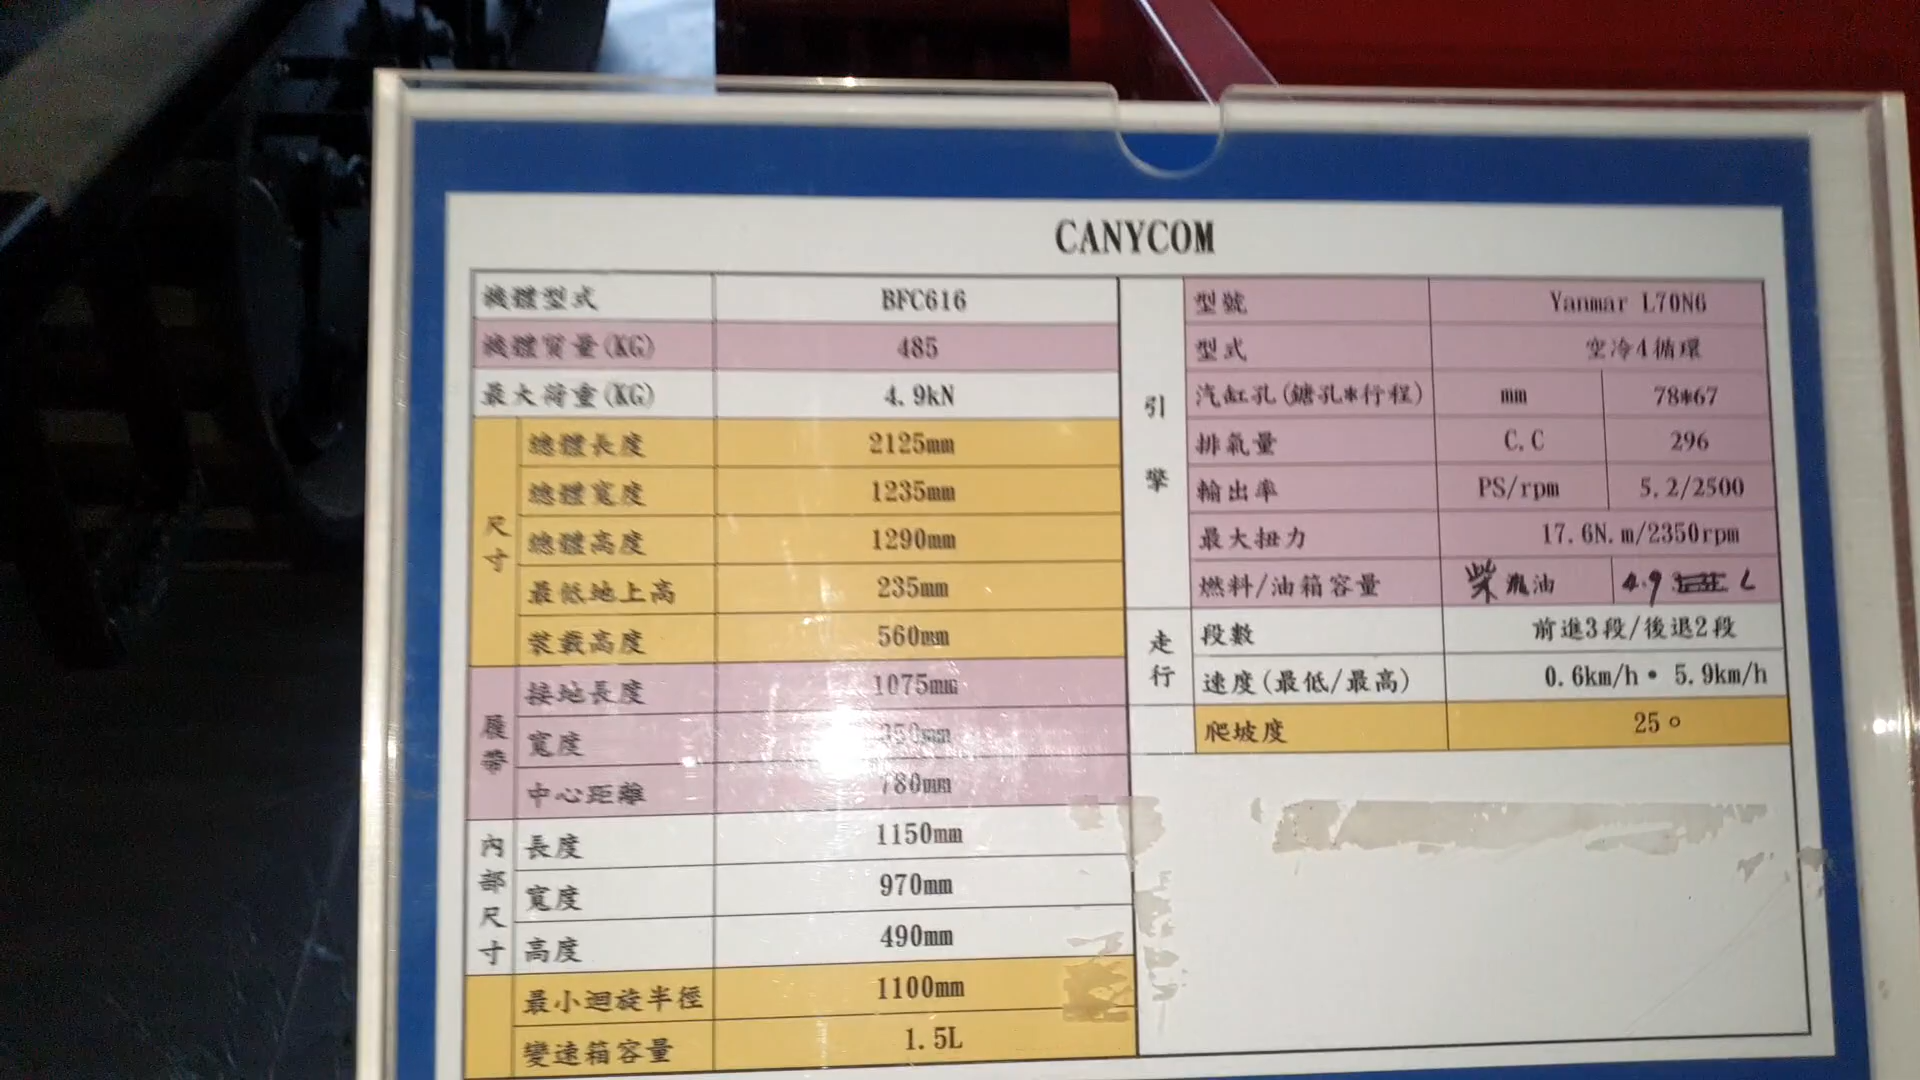 CANYCOM
機體型式 BFC616
機體質量(KG) 485
最大荷重(KG) 4.9kN
尺寸
總體長度 2125mm
總體寬度 1235mm
總體高度 1290mm
最低地上高 235mm
裝載高度 560mm
履帶
接地長度 1075mm
寬度
中心距離 780mm
內部尺寸
長度 1150mm
寬度 970mm
高度 490mm
最小迴旋半徑 1100mm
變速箱容量 1.5L
引擎
型號 Yanmar L70N6
型式 空冷4循環
汽缸孔(鏜孔*行程) mm 78*67
排氣量 C.C 296
輸出率 PS/rpm 5.2/2500
最大扭力 17.6N.m/2350rpm
燃料/油箱容量 柴油 4.9 L
走行
段數 前進3段/後退2段
速度(最低/最高) 0.6km/h• 5.9km/h
爬坡度 25°